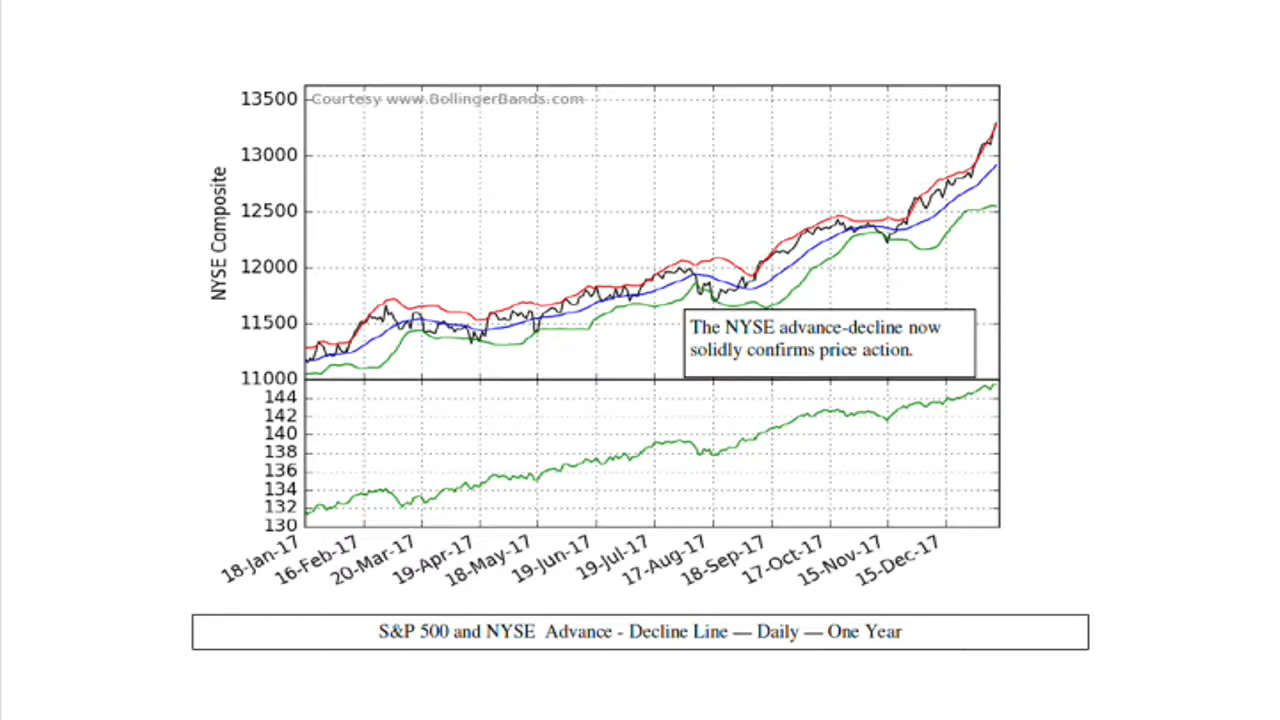 13500
Courtesy www.BollingerBands.com
13000
12500
12000
11500
11000
NYSE Composite
The NYSE advance-decline now
solidly confirms price action.
144
142
140
138
136
134
132
130
18-Jan-17
16-Feb-17
20-Mar-17
19-Apr-17
18-May-17
19-Jun-17
19-Jul-17
17-Aug-17
18-Sep-17
17-Oct-17
15-Nov-17
15-Dec-17
S&P 500 and NYSE Advance - Decline Line — Daily — One Year